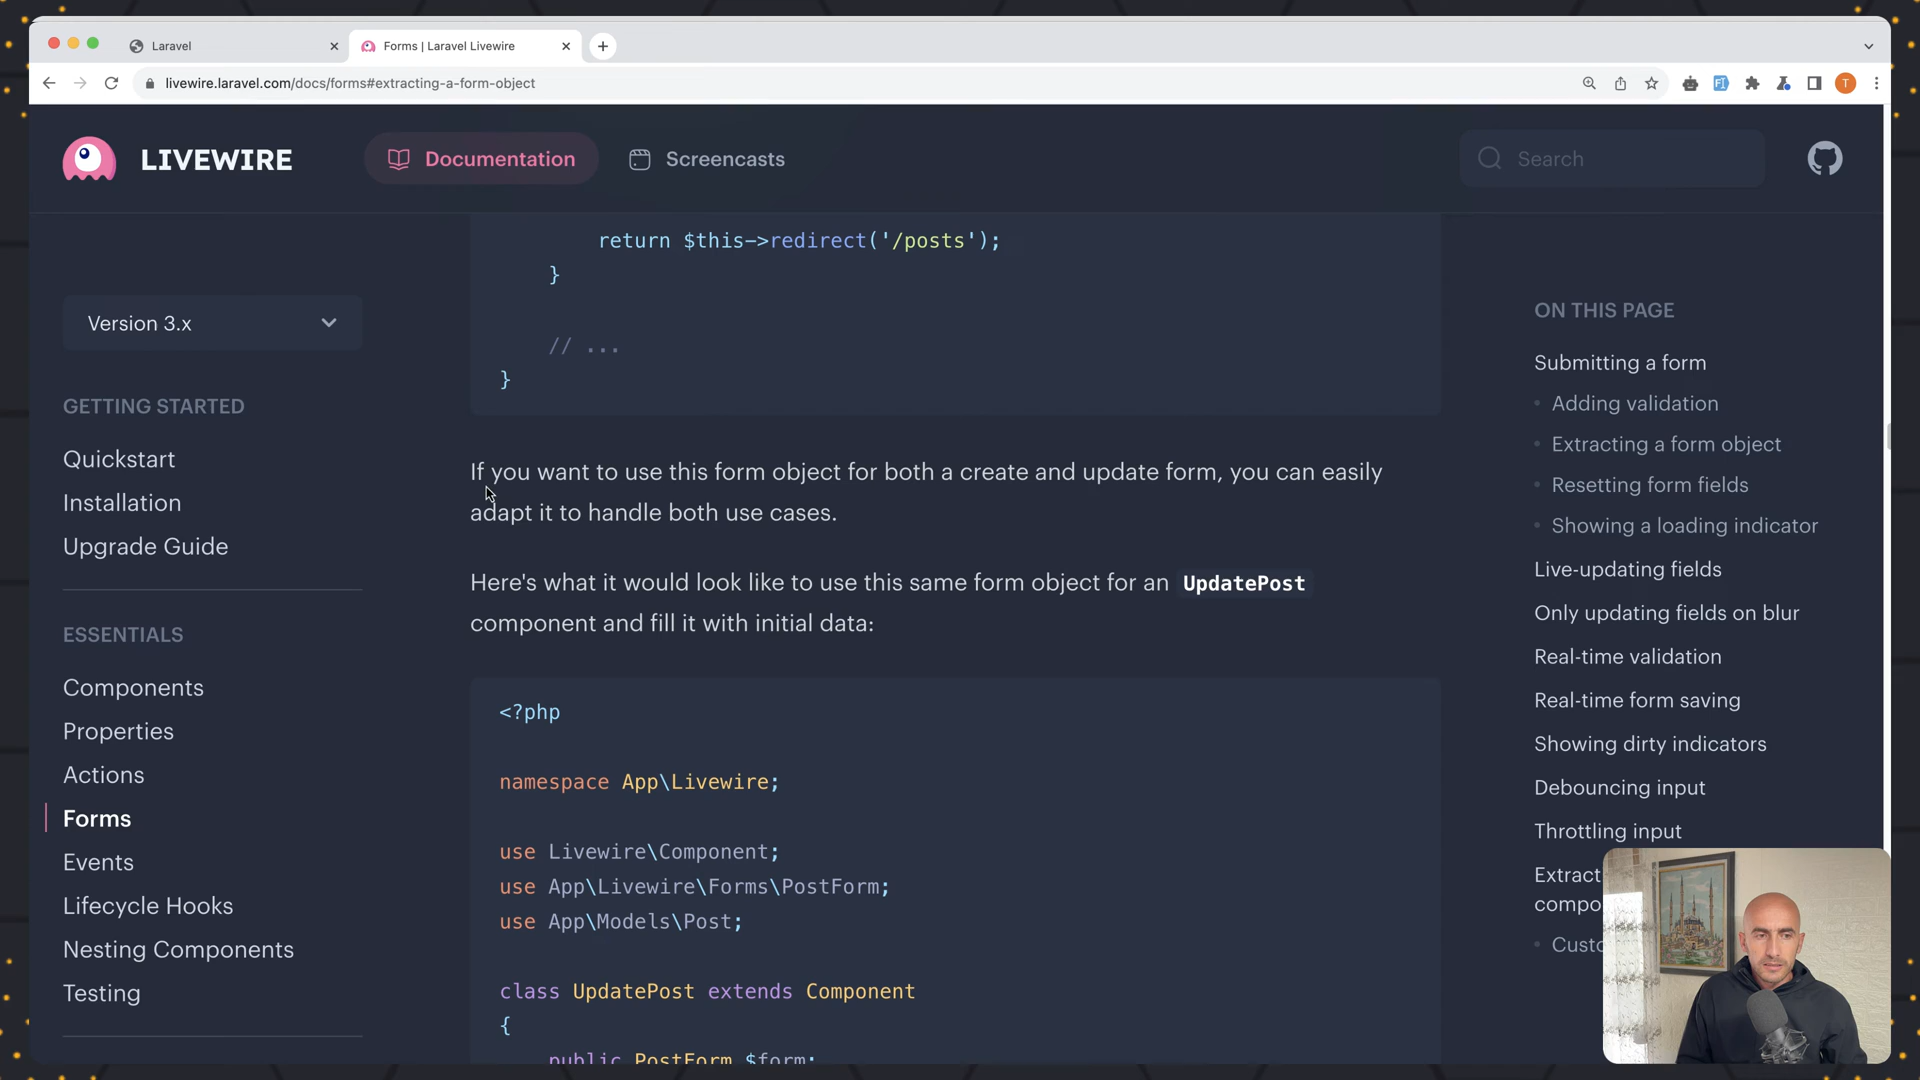 Laravel
Forms | Laravel Livewire
livewire.laravel.com/docs/forms#extracting-a-form-object
T
LIVEWIRE
Documentation
Screencasts
Search
Version 3.x
GETTING STARTED
Quickstart
Installation
Upgrade Guide
ESSENTIALS
Components
Properties
Actions
Forms
Events
Lifecycle Hooks
Nesting Components
Testing
return $this->redirect('/posts');
}
// ...
}
If you want to use this form object for both a create and update form, you can easily
adapt it to handle both use cases.
Here's what it would look like to use this same form object for an UpdatePost
component and fill it with initial data:
<?php
namespace App\Livewire;
use Livewire\Component;
use App\Livewire\Forms\PostForm;
use App\Models\Post;
class UpdatePost extends Component
{
public PostForm $form;
ON THIS PAGE
Submitting a form
• Adding validation
• Extracting a form object
• Resetting form fields
• Showing a loading indicator
Live-updating fields
Only updating fields on blur
Real-time validation
Real-time form saving
Showing dirty indicators
Debouncing input
Throttling input
Extract
compo
• Custo